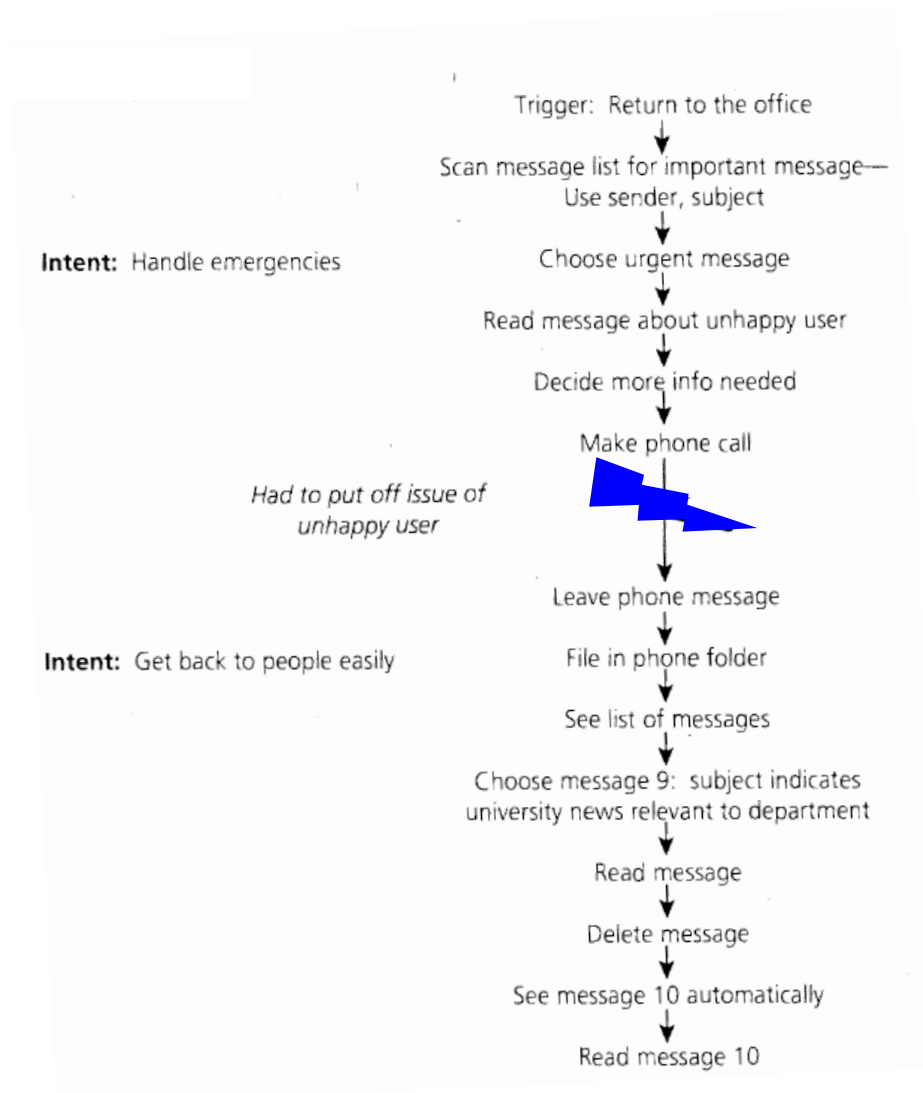 Trigger: Return to the office
Scan message list for important message—
Use sender, subject
Intent: Handle emergencies
Choose urgent message
Read message about unhappy user
Decide more info needed
Make phone call
Had to put off issue of
unhappy user
Leave phone message
Intent: Get back to people easily
File in phone folder
See list of messages
Choose message 9: subject indicates
university news relevant to department
Read message
Delete message
See message 10 automatically
Read message 10